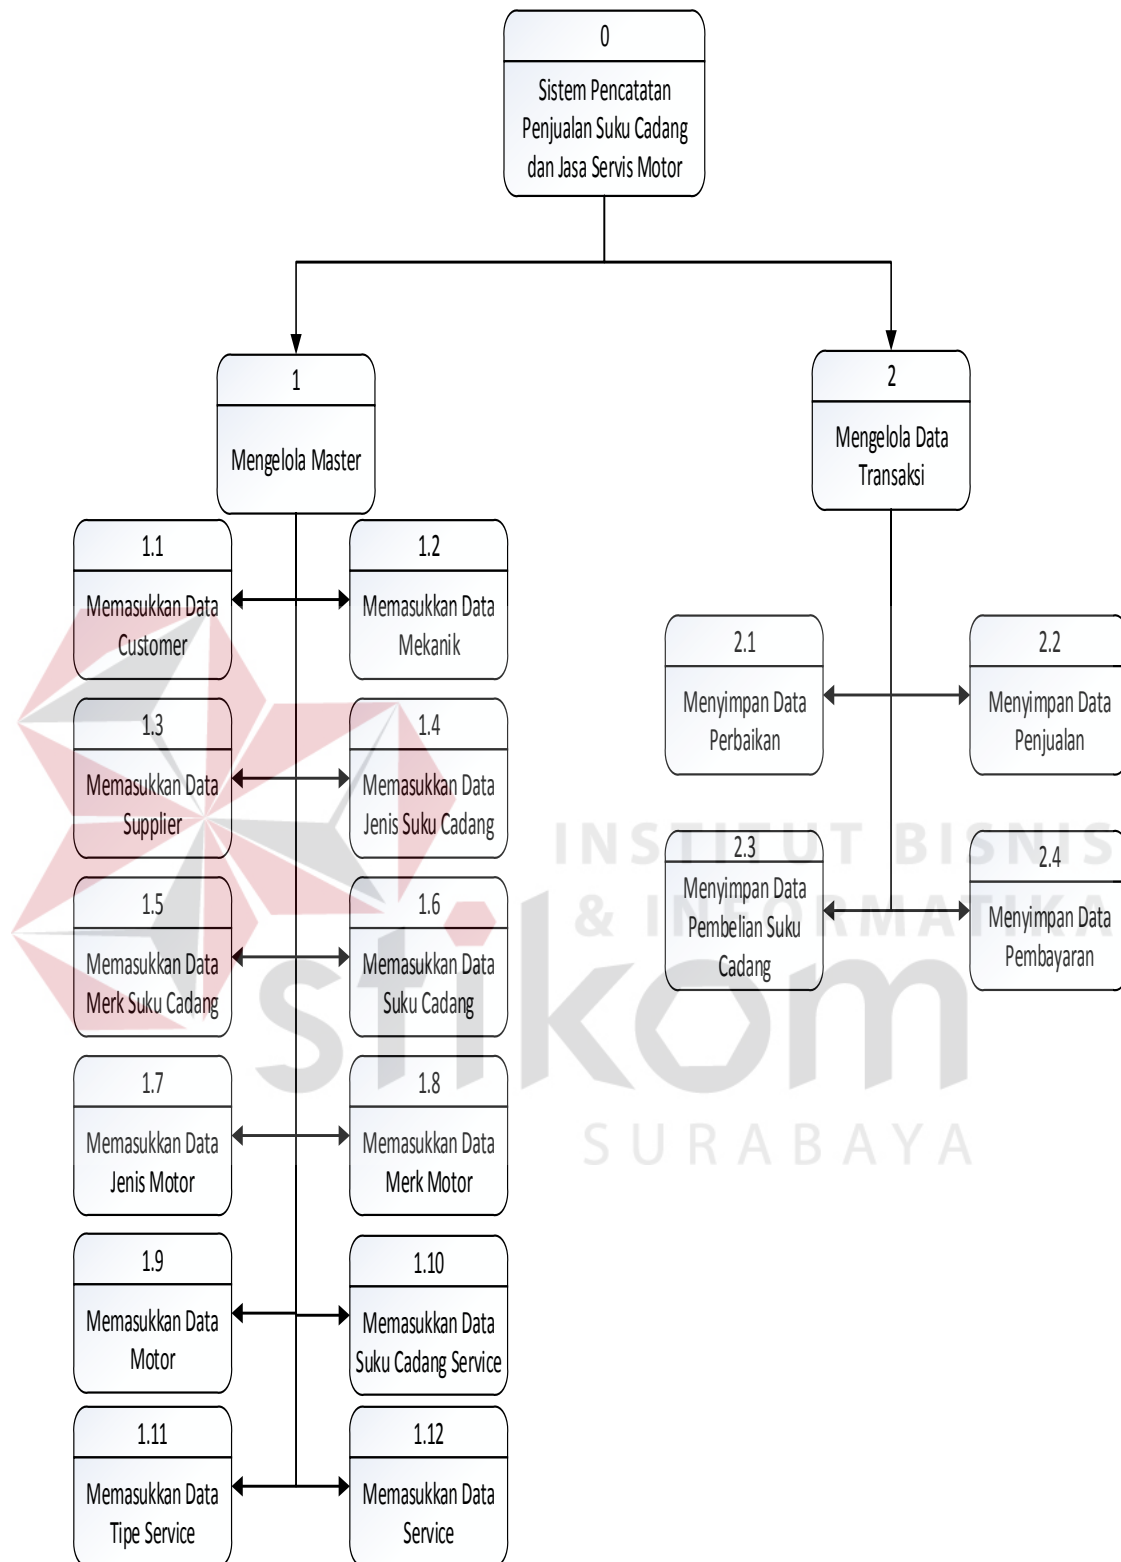 0
Sistem Pencatatan
Penjualan Suku Cadang
dan Jasa Servis Motor
1
Mengelola Master
2
Mengelola Data
Transaksi
1.1
Memasukkan Data
Customer
1.2
Memasukkan Data
Mekanik
1.3
Memasukkan Data
Supplier
1.4
Memasukkan Data
Jenis Suku Cadang
1.5
Memasukkan Data
Merk Suku Cadang
1.6
Memasukkan Data
Suku Cadang
1.7
Memasukkan Data
Jenis Motor
1.8
Memasukkan Data
Merk Motor
1.9
Memasukkan Data
Motor
1.10
Memasukkan Data
Suku Cadang Service
1.11
Memasukkan Data
Tipe Service
1.12
Memasukkan Data
Service
2.1
Menyimpan Data
Perbaikan
2.2
Menyimpan Data
Penjualan
2.3
Menyimpan Data
Pembelian Suku
Cadang
2.4
Menyimpan Data
Pembayaran
INSTITUT BISNIS
& INFORMATIKA
stikom
SURABAYA